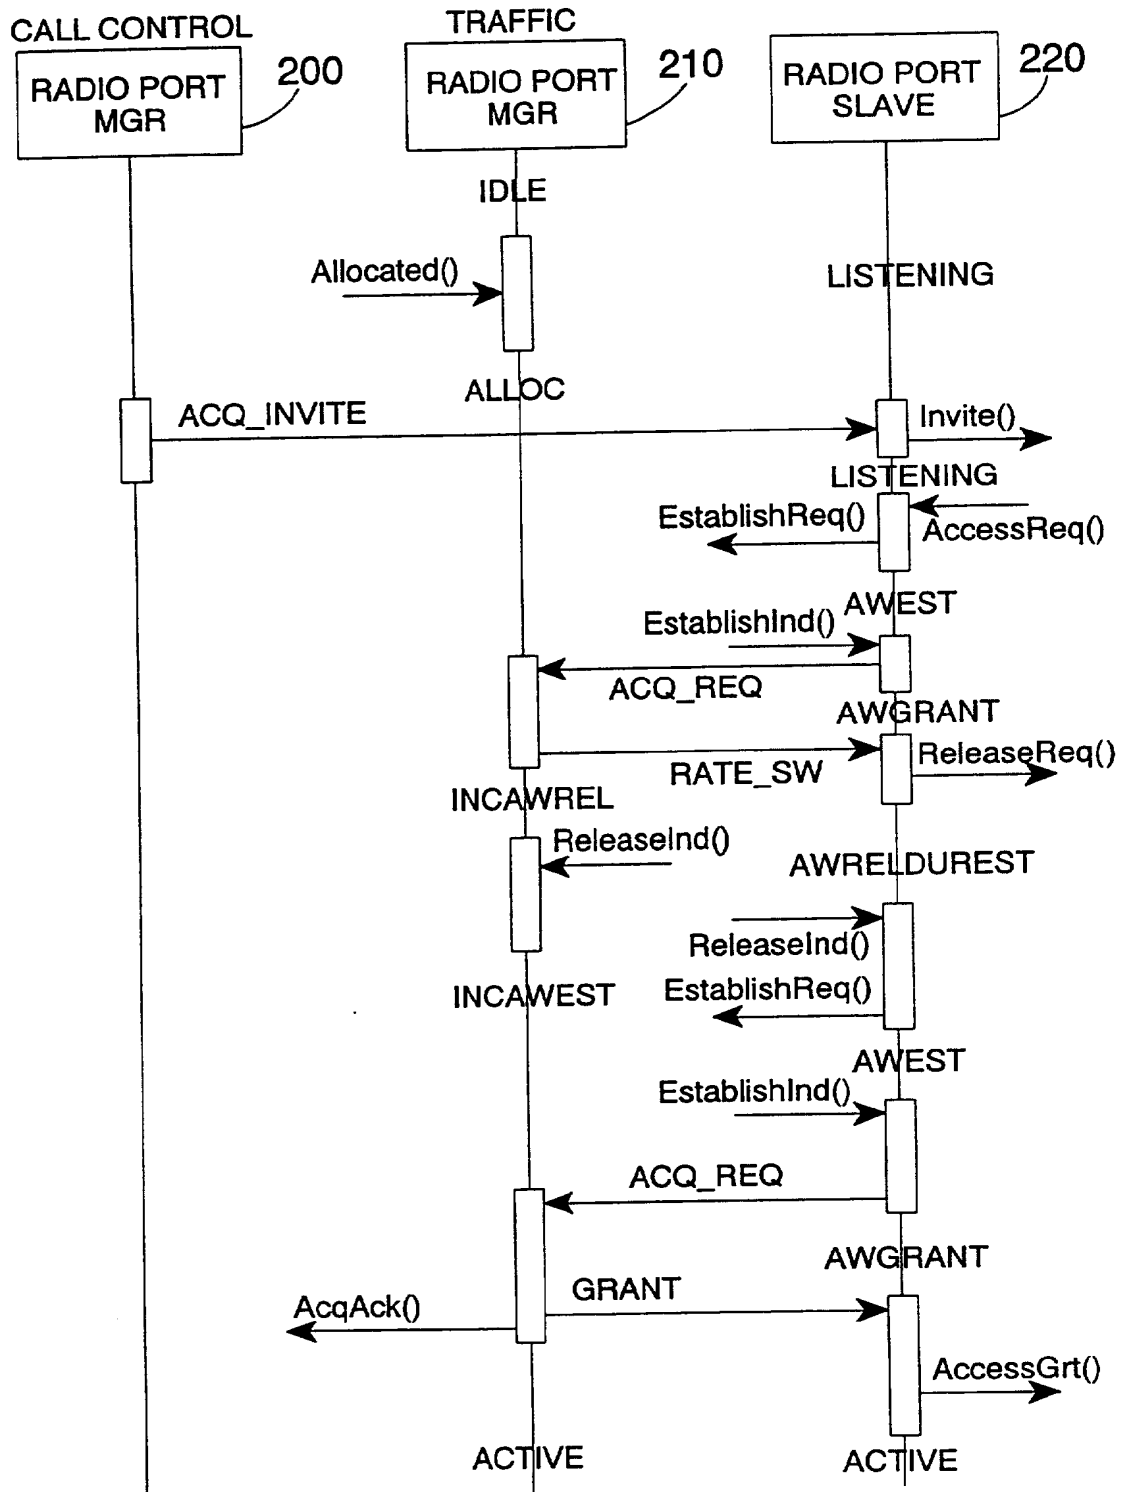 CALL CONTROL
TRAFFIC
RADIO PORT
MGR
200
RADIO PORT
MGR
210
RADIO PORT
SLAVE
220
IDLE
Allocated()
LISTENING
ALLOC
ACQ_INVITE
Invite()
LISTENING
EstablishReq()
AccessReq()
AWEST
EstablishInd()
ACQ_REQ
AWGRANT
RATE_SW
ReleaseReq()
INCAWREL
ReleaseInd()
AWRELDUREST
ReleaseInd()
EstablishReq()
INCAWEST
AWEST
EstablishInd()
ACQ_REQ
AWGRANT
GRANT
AcqAck()
AccessGrt()
ACTIVE
ACTIVE